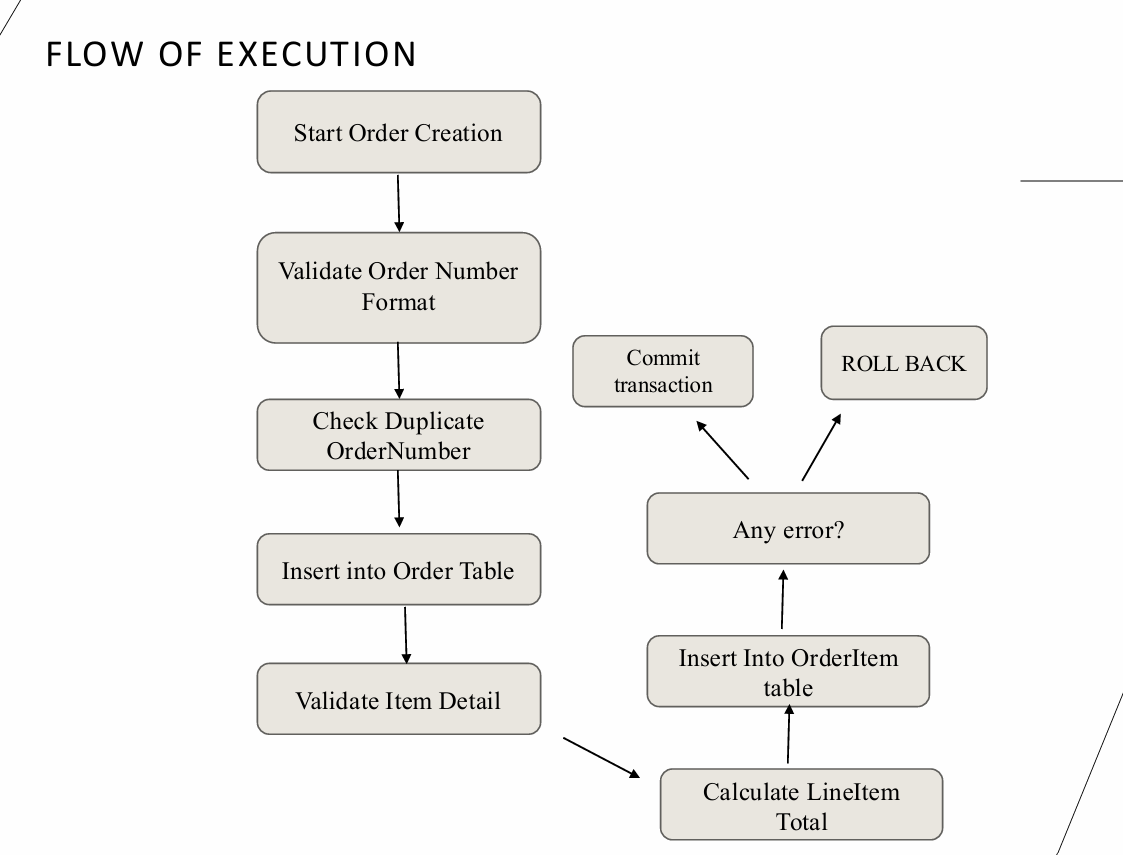 FLOW OF EXECUTION
Start Order Creation
Validate Order Number
Format
Check Duplicate
OrderNumber
Insert into Order Table
Validate Item Detail
Calculate LineItem
Total
Insert Into OrderItem
table
Any error?
Commit
transaction
ROLL BACK